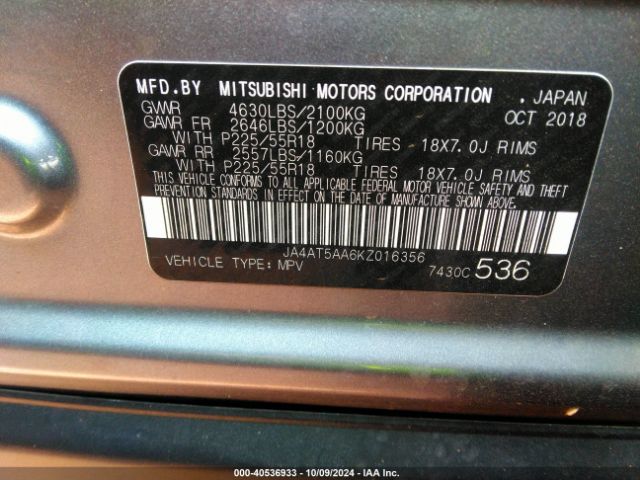 MFD.BY MITSUBISHI MOTORS CORPORATION , JAPAN
GVWR 4630LBS/2100KG OCT 2018
GAWR FR 2646LBS/1200KG
WITH P225/55R18 TIRES 18X7.0J RIMS
GAWR RR 2557LBS/1160KG
WITH P225/55R18 TIRES 18X7.0J RIMS
THIS VEHICLE CONFORMS TO ALL APPLICABLE FEDERAL MOTOR VEHICLE SAFETY AND THEFT
PREVENTION STANDARDS IN EFFECT ON THE DATE OF MANUFACTURE SHOWN ABOVE.
JA4AT5AA6KZ016356
VEHICLE TYPE: MPV 7430C 536
000-40536933 - 10/09/2024 - IAA Inc.